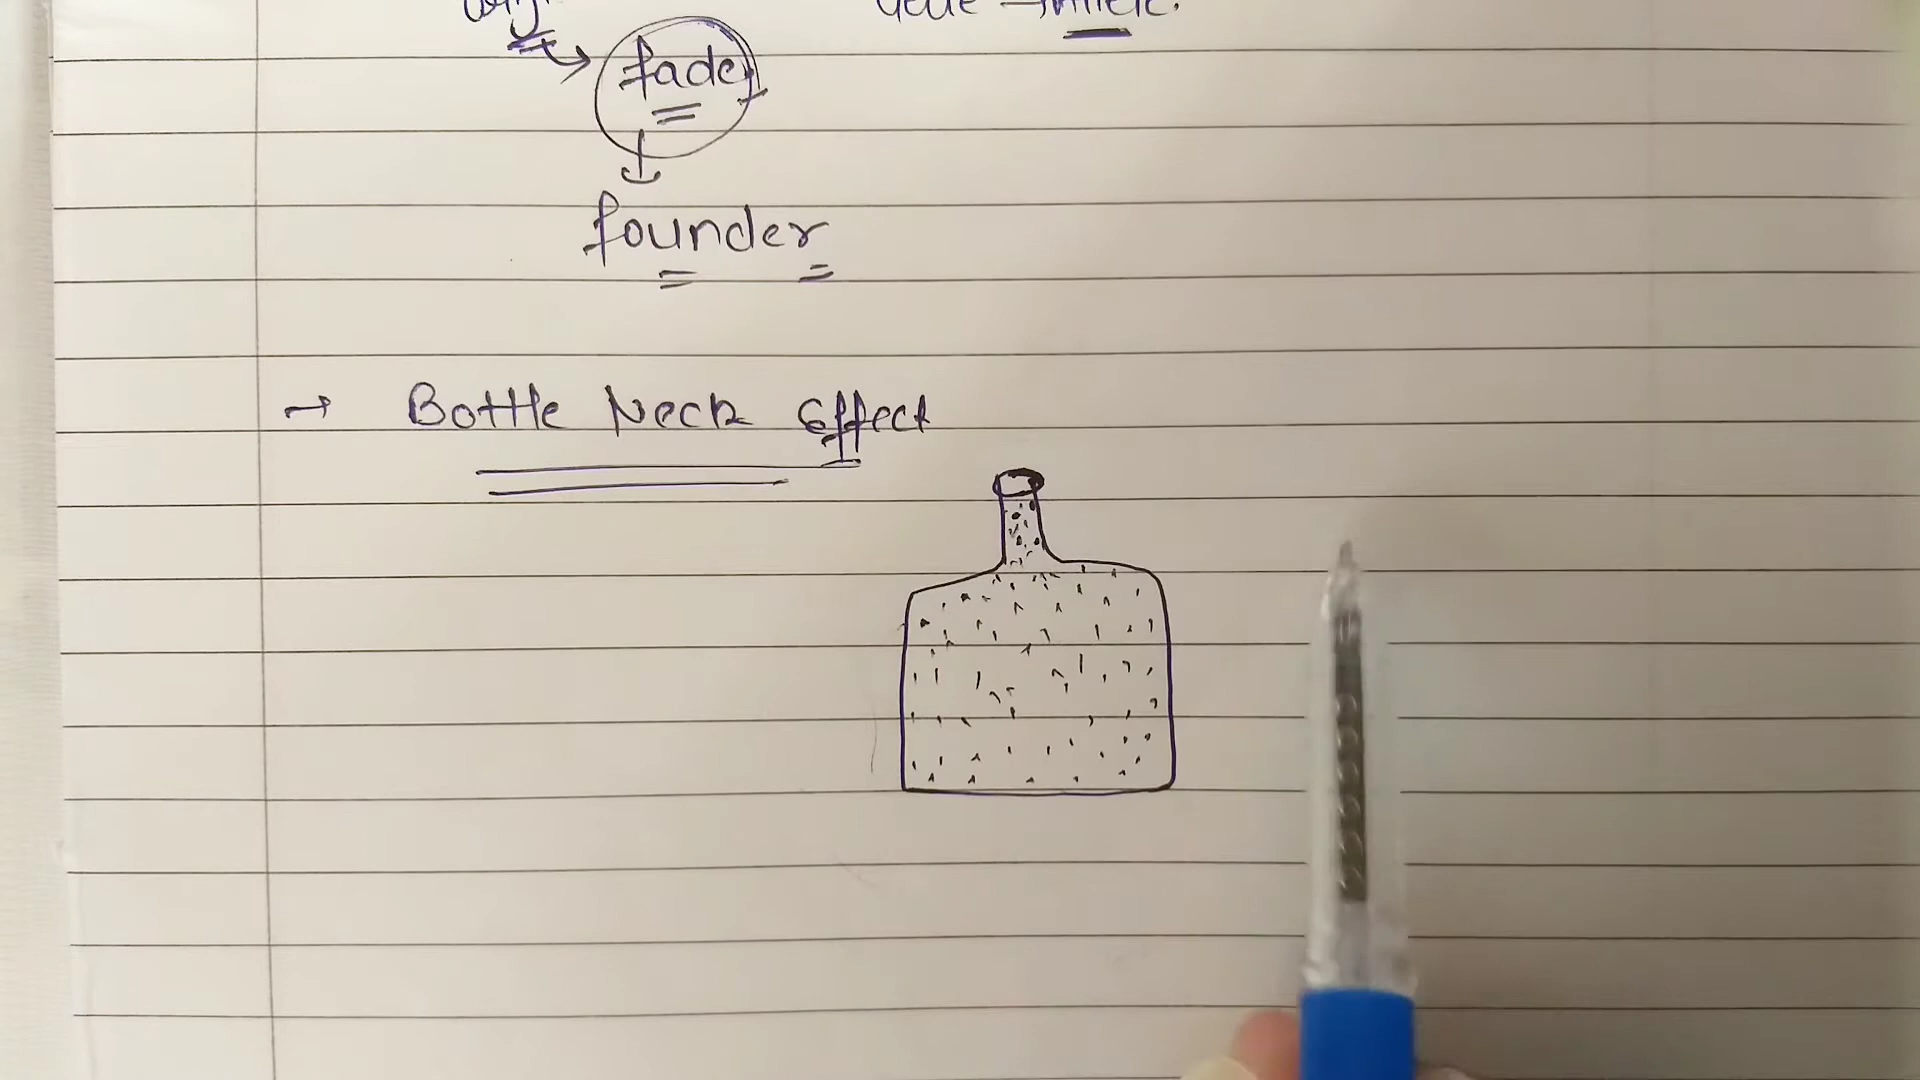 fade
founder
→ Bottle Neck Effect